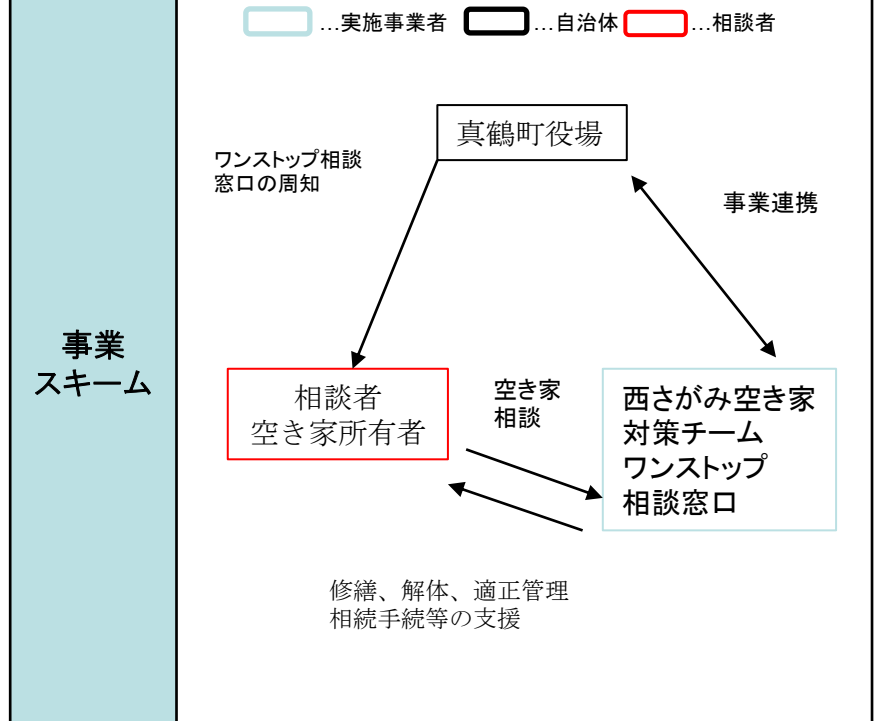 …実施事業者 …自治体 …相談者
真鶴町役場
ワンストップ相談
窓口の周知
事業連携
事業
スキーム
相談者
空き家所有者
空き家
相談
西さがみ空き家
対策チーム
ワンストップ
相談窓口
修繕、解体、適正管理
相続手続等の支援